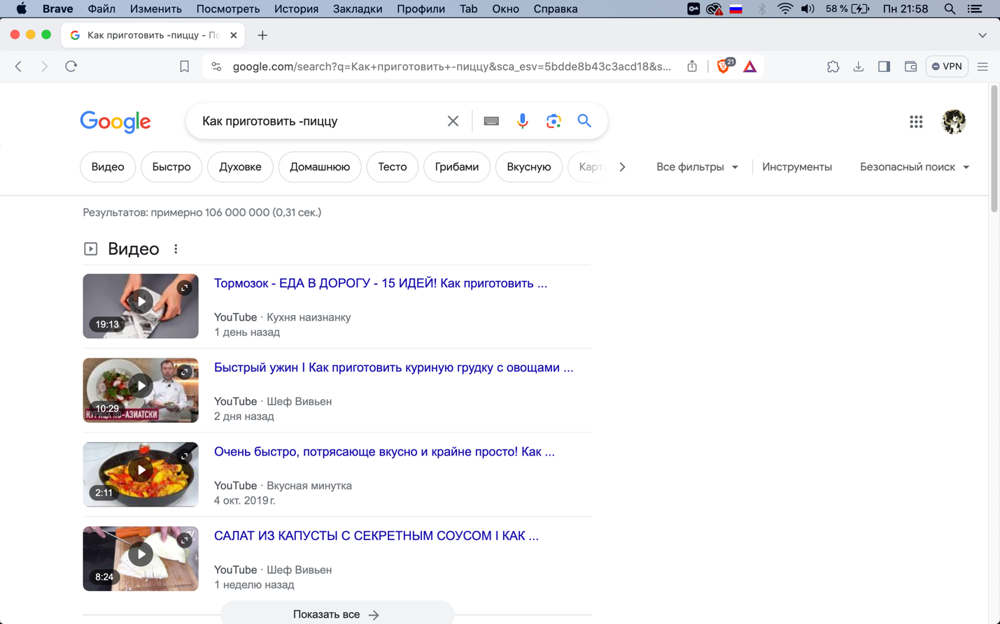 Brave Файл Изменить Посмотреть История Закладки Профили Tab Окно Справка 58 % Пн 21:58
Как приготовить -пиццу - По
google.com/search?q=Как+приготовить+-пиццу&sca_esv=5bdde8b43c3acd18&s... 21 VPN
Google Как приготовить -пиццу
Видео Быстро Духовке Домашнюю Тесто Грибами Вкусную Карт Все фильтры Инструменты Безопасный поиск
Результатов: примерно 106 000 000 (0,31 сек.)
Видео
Тормозок - ЕДА В ДОРОГУ - 15 ИДЕЙ! Как приготовить ...
YouTube · Кухня наизнанку
19:13
1 день назад
Быстрый ужин I Как приготовить куриную грудку с овощами ...
YouTube · Шеф Вивьен
10:29
КУРИЦА ПО-АЗИАТСКИ
2 дня назад
Очень быстро, потрясающе вкусно и крайне просто! Как ...
YouTube · Вкусная минутка
2:11
4 окт. 2019 г.
САЛАТ ИЗ КАПУСТЫ С СЕКРЕТНЫМ СОУСОМ I КАК ...
YouTube · Шеф Вивьен
8:24
1 неделю назад
Показать все